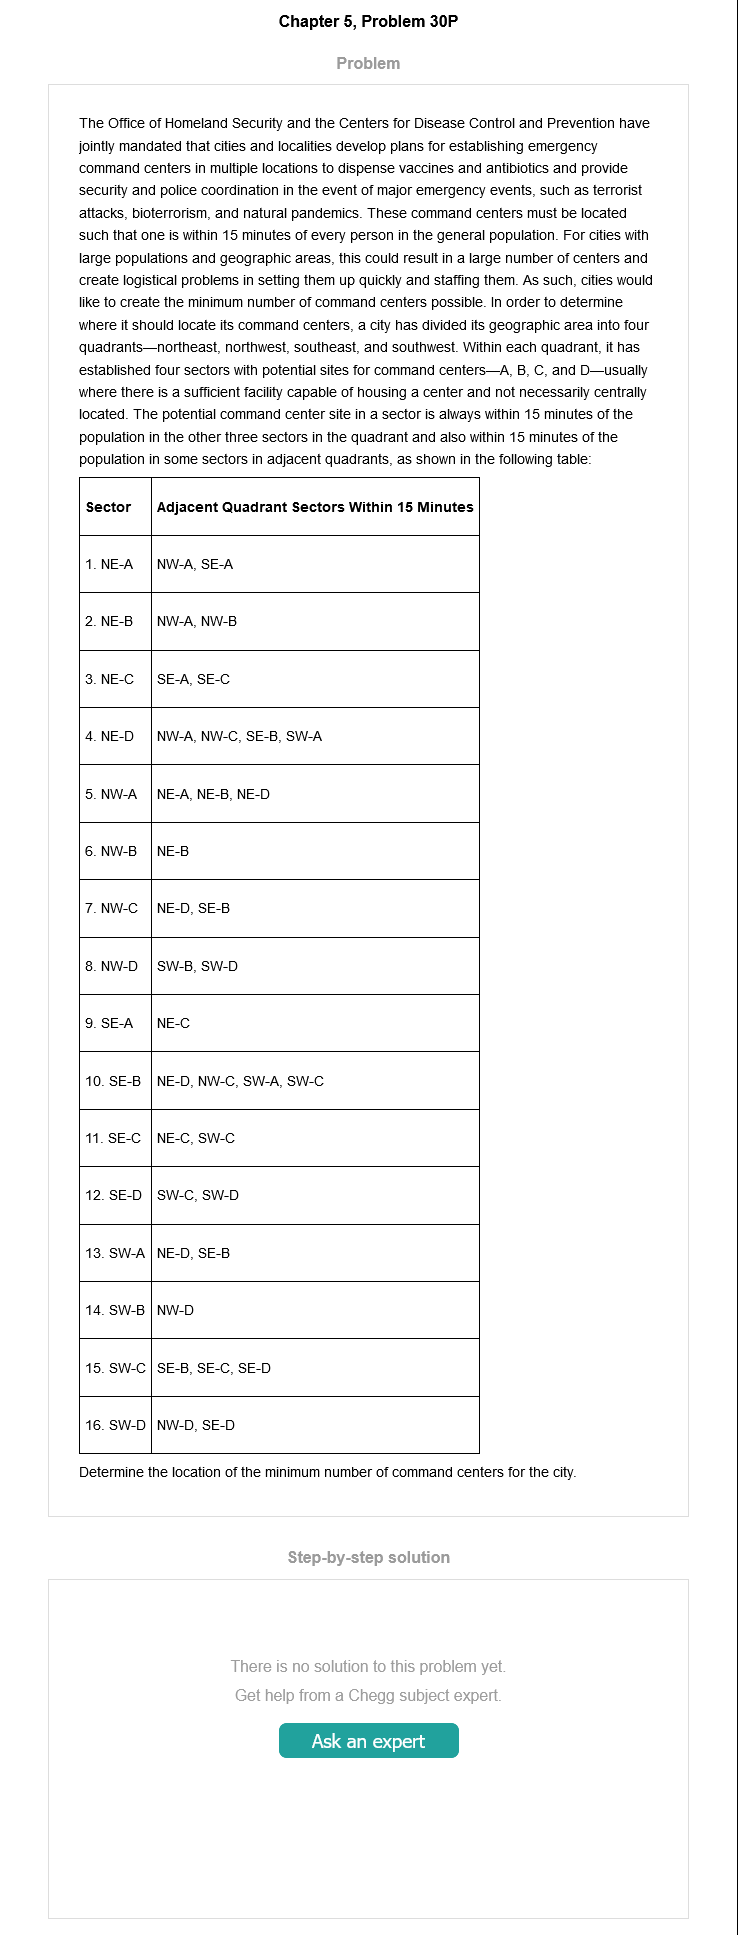 Chapter 5, Problem 30P
Problem
The Office of Homeland Security and the Centers for Disease Control and Prevention have
jointly mandated that cities and localities develop plans for establishing emergency
command centers in multiple locations to dispense vaccines and antibiotics and provide
security and police coordination in the event of major emergency events, such as terrorist
attacks, bioterrorism, and natural pandemics. These command centers must be located
such that one is within 15 minutes of every person in the general population. For cities with
large populations and geographic areas, this could result in a large number of centers and
create logistical problems in setting them up quickly and staffing them. As such, cities would
like to create the minimum number of command centers possible. In order to determine
where it should locate its command centers, a city has divided its geographic area into four
quadrants—northeast, northwest, southeast, and southwest. Within each quadrant, it has
established four sectors with potential sites for command centers—A, B, C, and D—usually
where there is a sufficient facility capable of housing a center and not necessarily centrally
located. The potential command center site in a sector is always within 15 minutes of the
population in the other three sectors in the quadrant and also within 15 minutes of the
population in some sectors in adjacent quadrants, as shown in the following table:
Sector Adjacent Quadrant Sectors Within 15 Minutes
1. NE-A NW-A, SE-A
2. NE-B NW-A, NW-B
3. NE-C SE-A, SE-C
4. NE-D NW-A, NW-C, SE-B, SW-A
5. NW-A NE-A, NE-B, NE-D
6. NW-B NE-B
7. NW-C NE-D, SE-B
8. NW-D SW-B, SW-D
9. SE-A NE-C
10. SE-B NE-D, NW-C, SW-A, SW-C
11. SE-C NE-C, SW-C
12. SE-D SW-C, SW-D
13. SW-A NE-D, SE-B
14. SW-B NW-D
15. SW-C SE-B, SE-C, SE-D
16. SW-D NW-D, SE-D
Determine the location of the minimum number of command centers for the city.
Step-by-step solution
There is no solution to this problem yet.
Get help from a Chegg subject expert.
Ask an expert